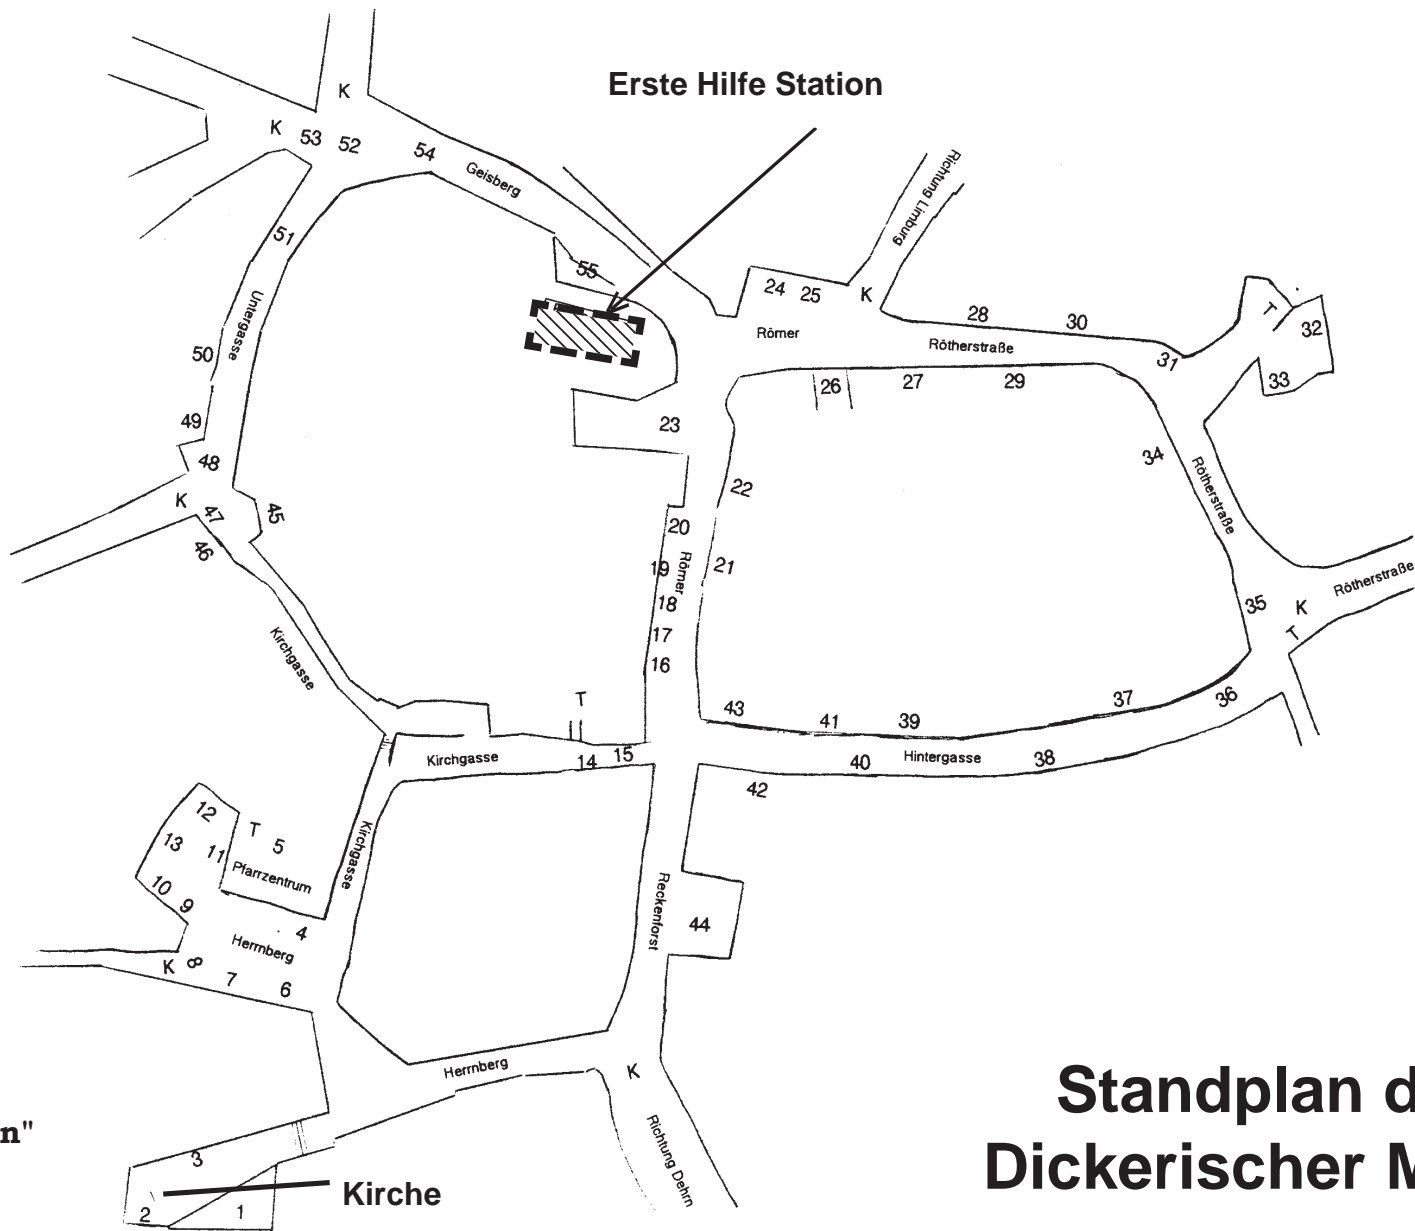 Erste Hilfe Station
K
K
53
52
54
Geisberg
Richtung Limburg
51
55
24
25
K
28
30
T
32
Römer
Rötherstraße
31
33
Untergasse
50
26
27
29
49
23
48
34
22
Rötherstraße
K
47
45
46
20
19
Römer
21
18
17
16
35
K
Rötherstraße
T
Kirchgasse
T
43
41
39
37
36
Kirchgasse
14
15
40
Hintergasse
38
42
12
T
5
13
11
Pfarrzentrum
Kirchgasse
10
9
Reckenforst
44
4
Herrnberg
K
8
7
6
Herrnberg
K
Standplan d
Dickerischer M
n"
Richtung Dehrn
3
Kirche
2
1